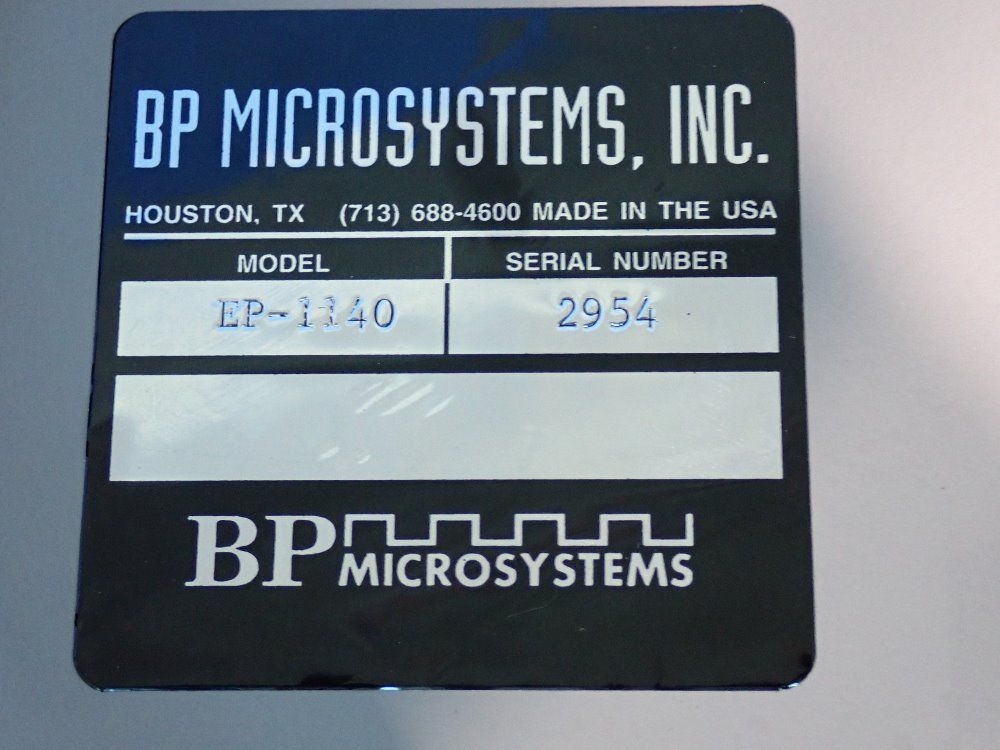 BP MICROSYSTEMS, INC.
HOUSTON, TX (713) 688-4600 MADE IN THE USA
MODEL SERIAL NUMBER
EP-1140 2954
BP MICROSYSTEMS